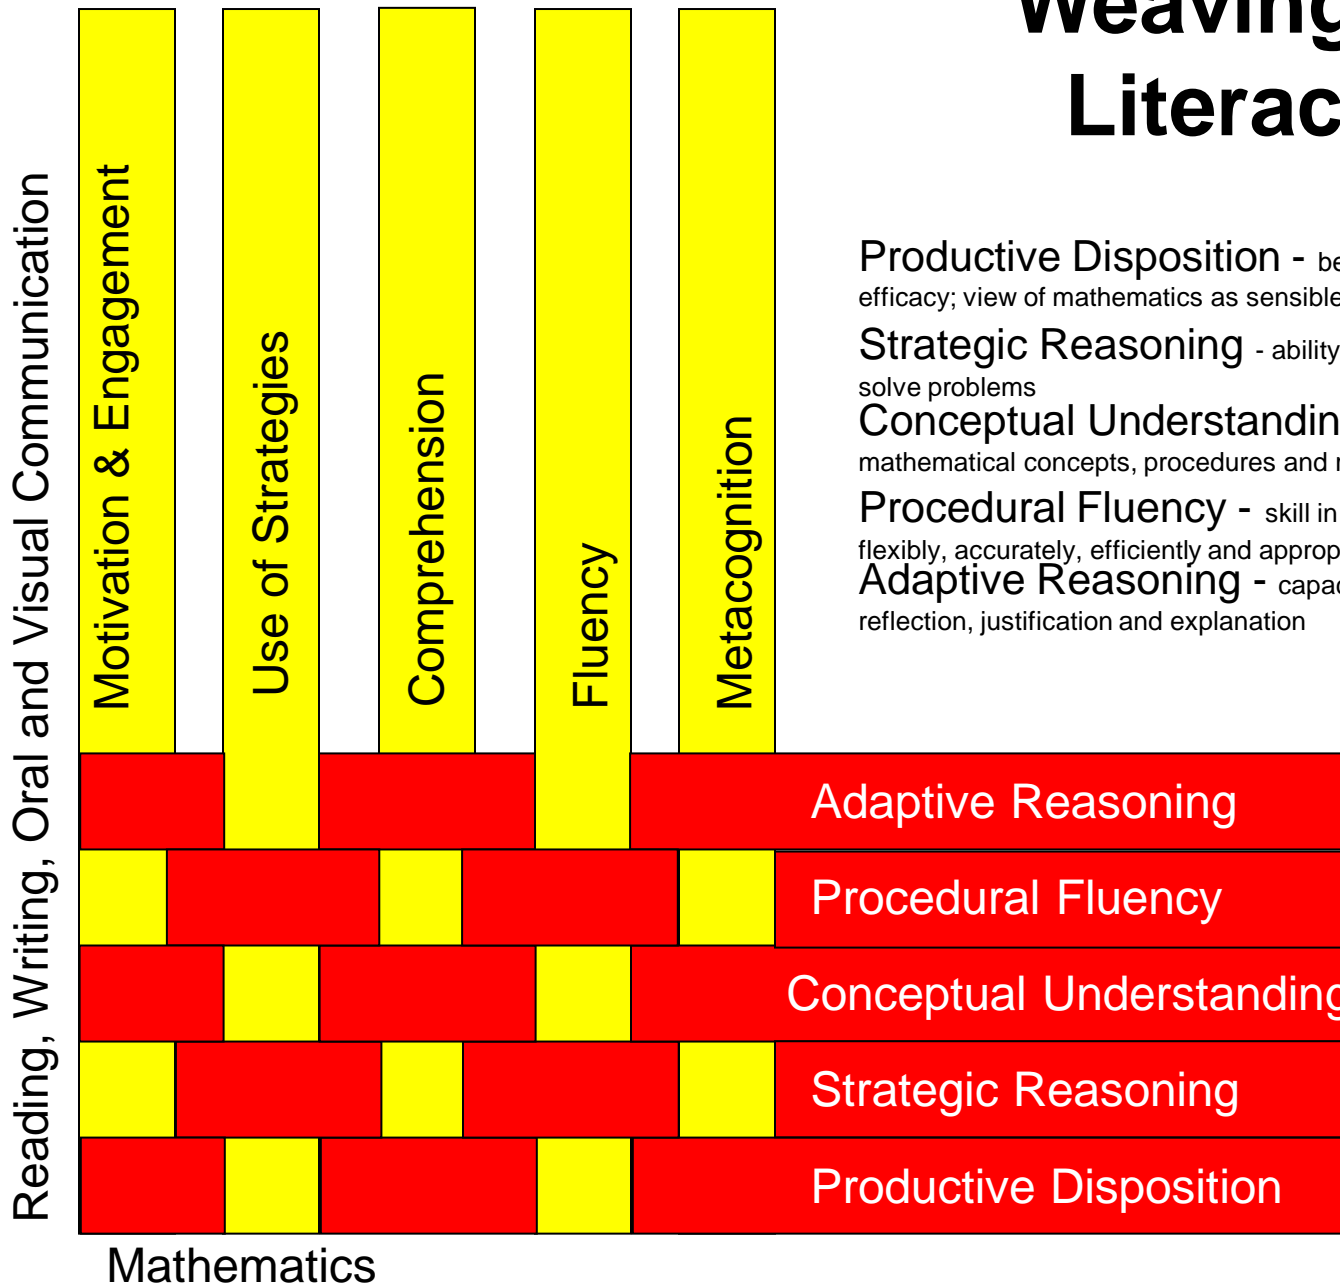 Weaving
Literac
Productive Disposition - be
efficacy; view of mathematics as sensible
Strategic Reasoning - ability
solve problems
Conceptual Understandin
mathematical concepts, procedures and r
Procedural Fluency - skill in
flexibly, accurately, efficiently and approp
Adaptive Reasoning - capac
reflection, justification and explanation
Reading, Writing, Oral and Visual Communication
Motivation & Engagement
Use of Strategies
Comprehension
Fluency
Metacognition
Adaptive Reasoning
Procedural Fluency
Conceptual Understanding
Strategic Reasoning
Productive Disposition
Mathematics